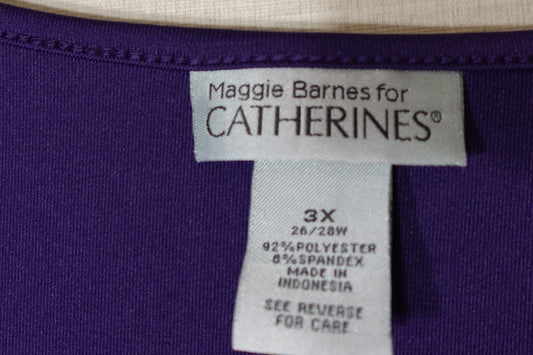 Maggie Barnes for
CATHERINES®
3X
26/28W
92%POLYESTER
8%SPANDEX
MADE IN
INDONESIA
SEE REVERSE
FOR CARE